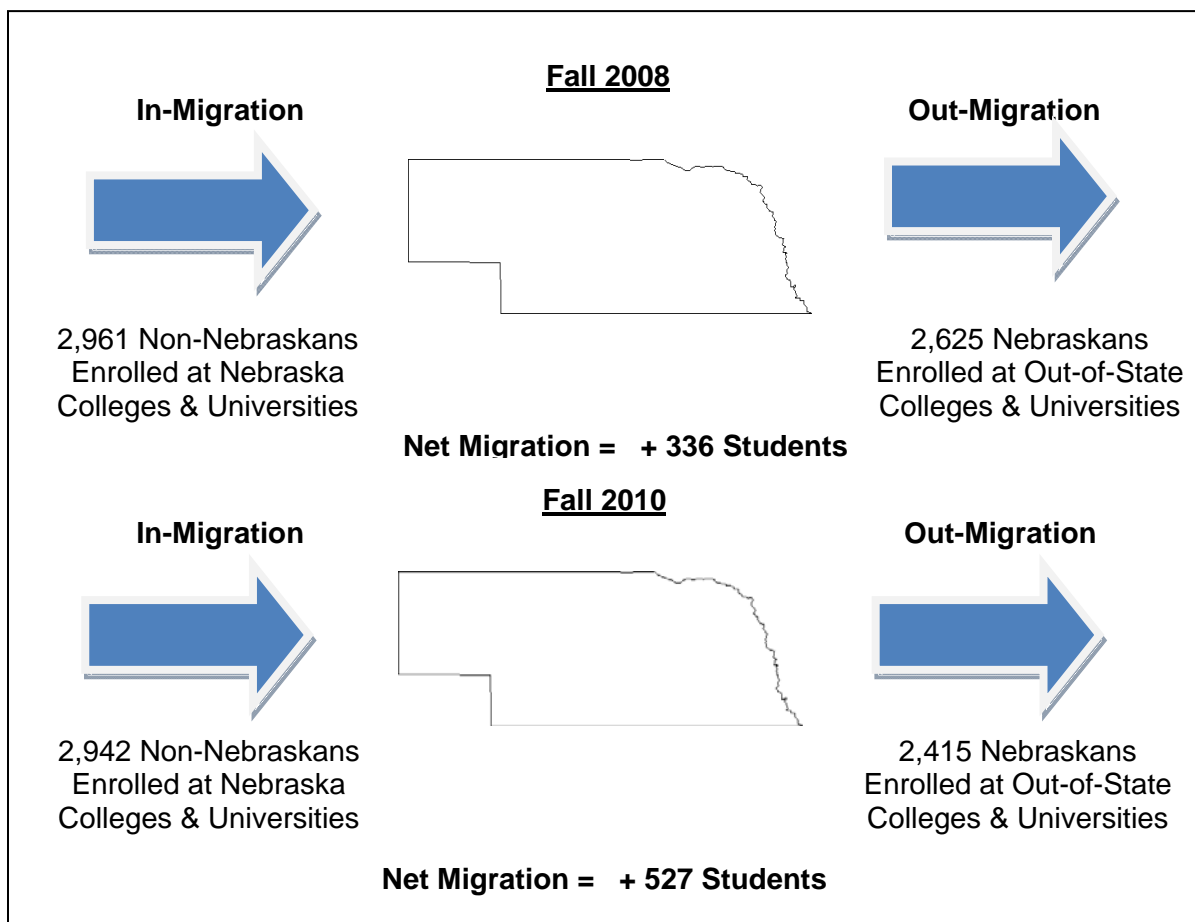 Fall 2008
In-Migration
Out-Migration
2,961 Non-Nebraskans
Enrolled at Nebraska
Colleges & Universities
2,625 Nebraskans
Enrolled at Out-of-State
Colleges & Universities
Net Migration =   + 336 Students
Fall 2010
In-Migration
Out-Migration
2,942 Non-Nebraskans
Enrolled at Nebraska
Colleges & Universities
2,415 Nebraskans
Enrolled at Out-of-State
Colleges & Universities
Net Migration =   + 527 Students